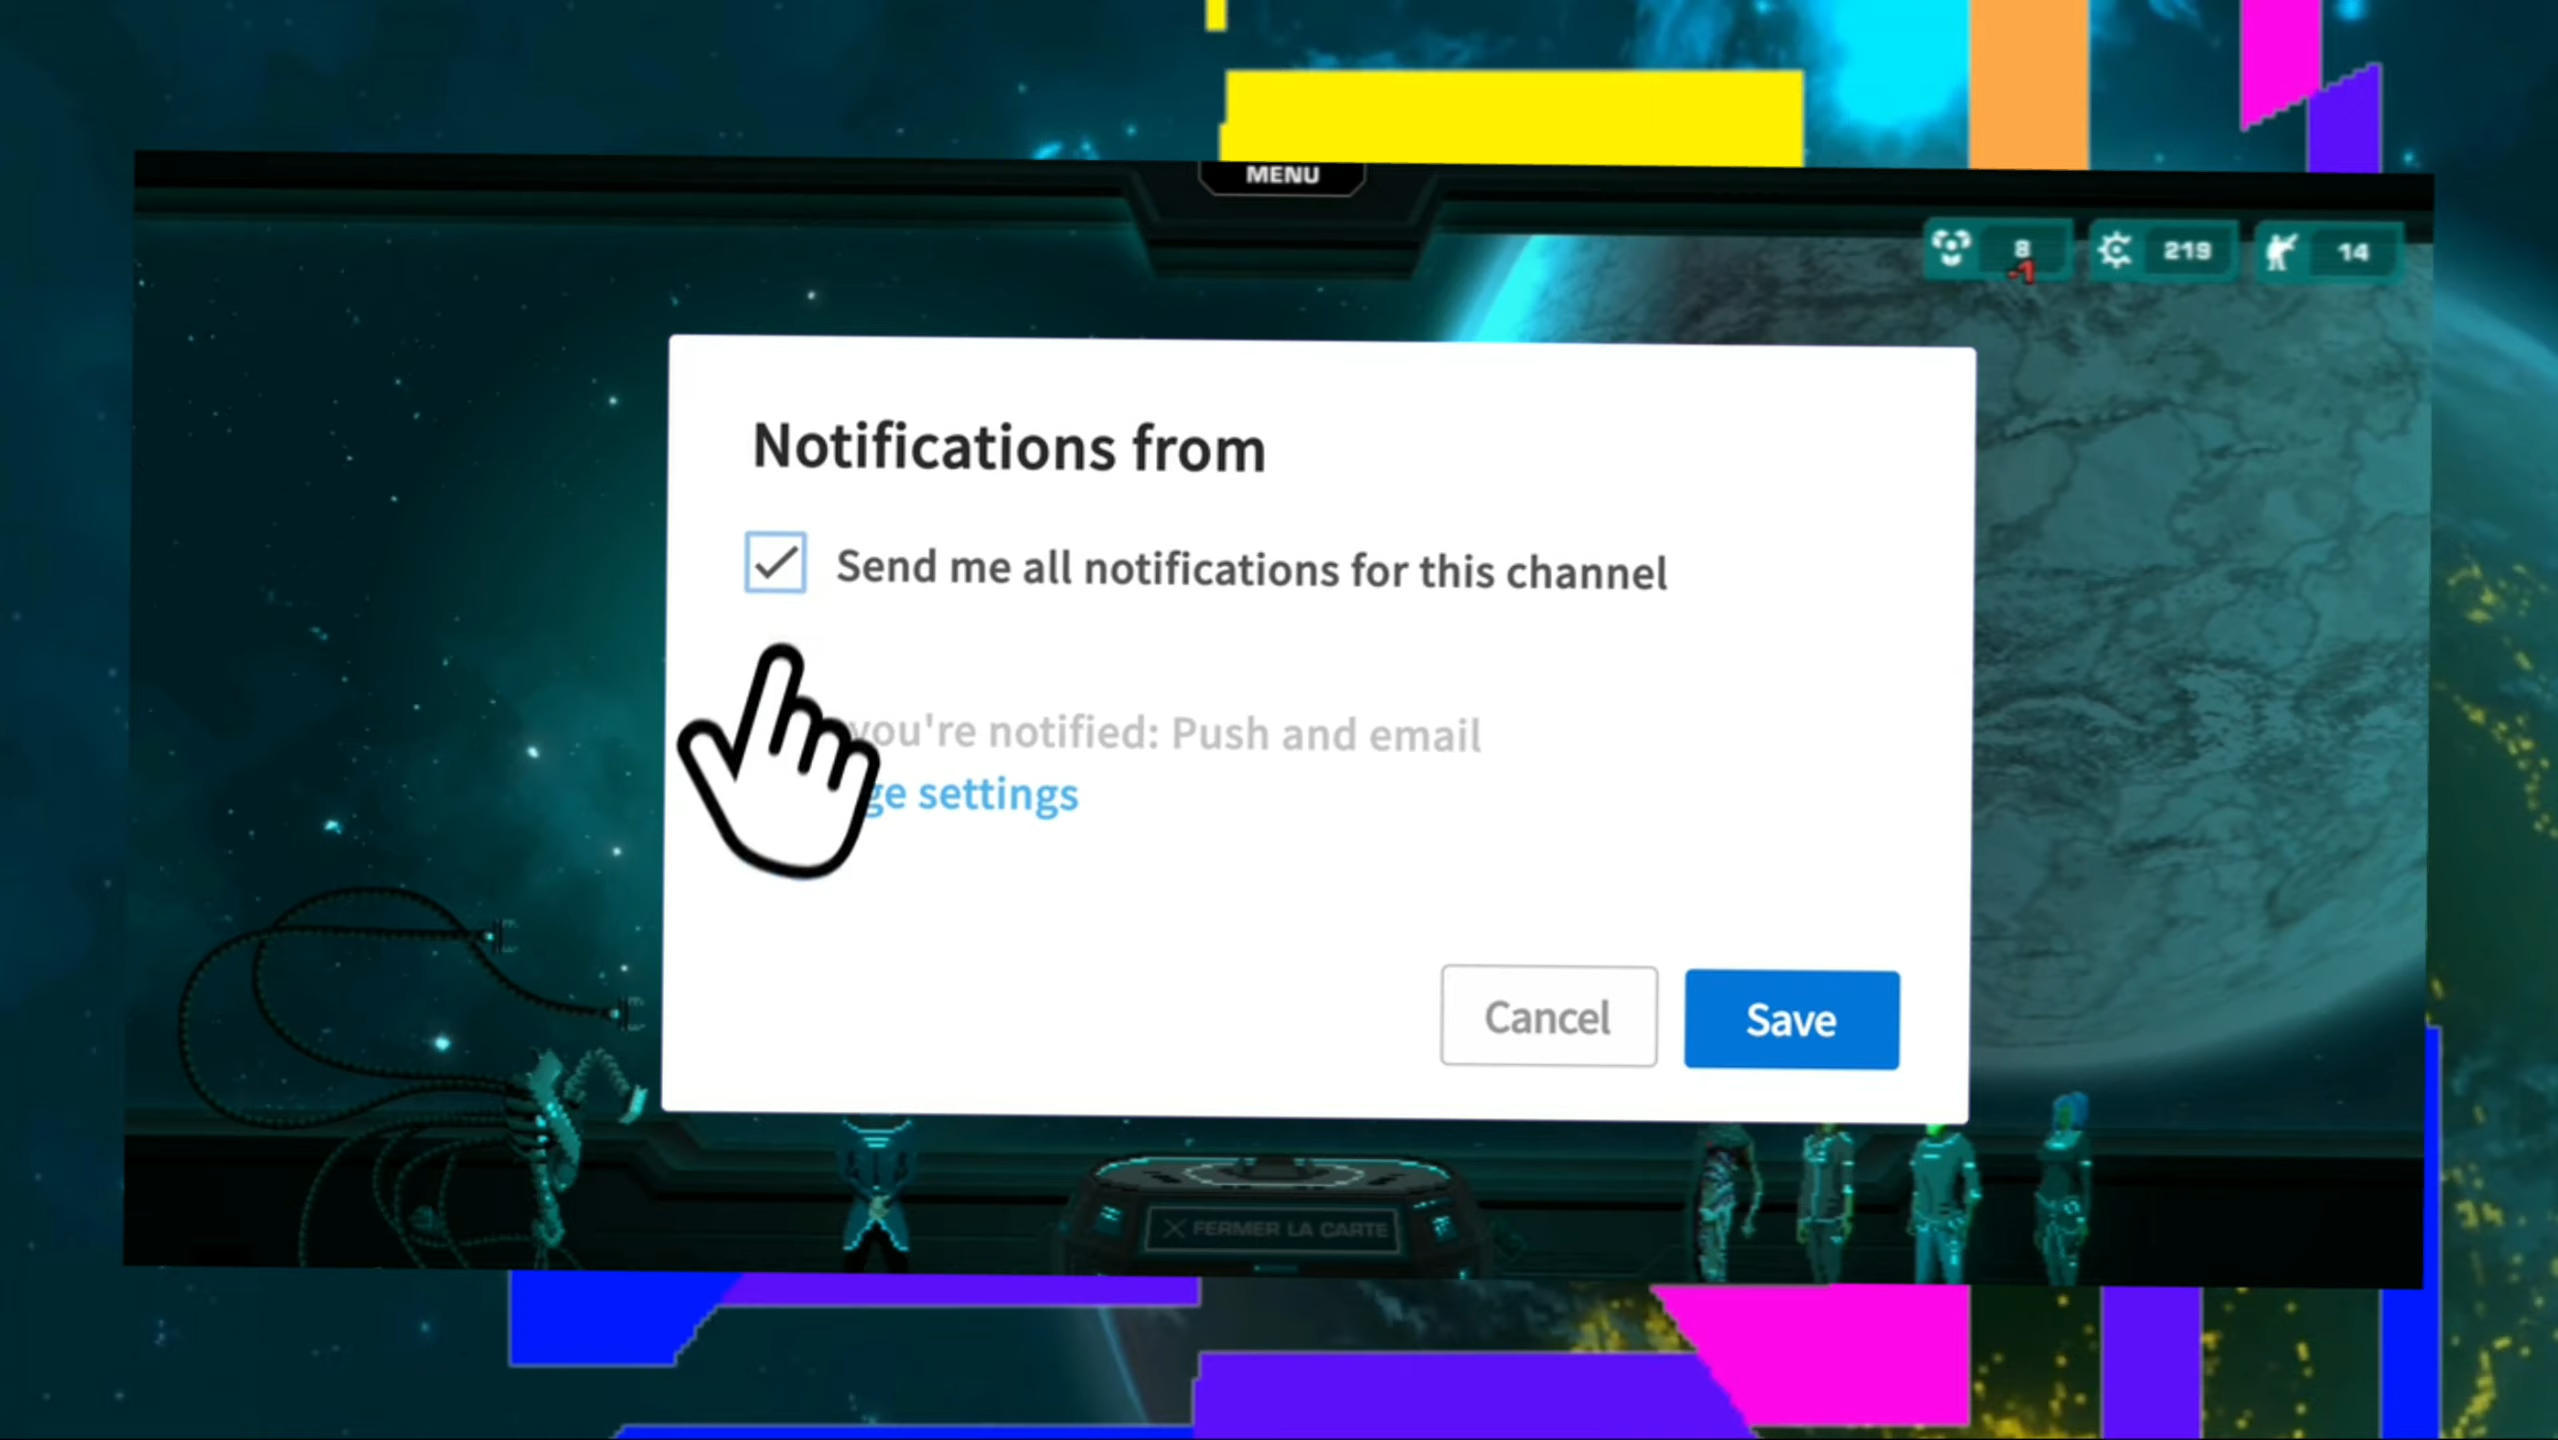 MENU
8
-1
219
14
Notifications from
Send me all notifications for this channel
you're notified: Push and email
settings
Cancel
Save
FERMER LA CARTE